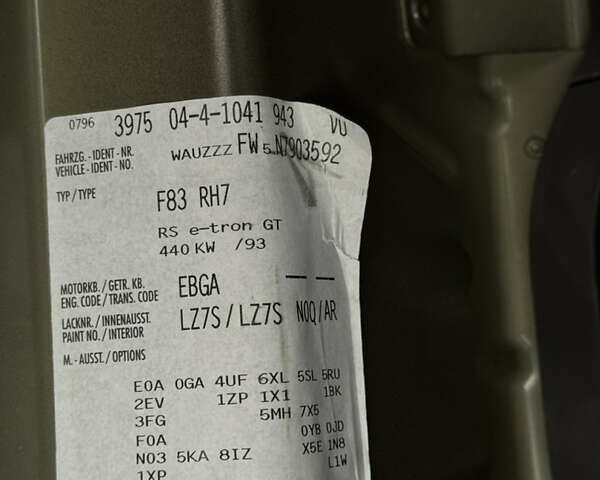 0796 3975 04-4-1041 943 VU
FAHRZG.-IDENT-NR.
VEHICLE-IDENT-NO.
WAUZZZ FW 5 N7903592
TYP/TYPE
F83 RH7
RS e-tron GT
440 KW /93
MOTORKB./GETR. KB.
ENG. CODE/TRANS. CODE
EBGA — —
LACKNR./INNENAUSST.
PAINT NO./INTERIOR
LZ7S/LZ7S N0Q/AR
M.-AUSST./OPTIONS
E0A 0GA 4UF 6XL 5SL 5RU
2EV 1ZP 1X1 1BK
3FG 5MH 7X5
F0A 0YB 0JD
N03 5KA 8IZ X5E 1N8
1XP L1W